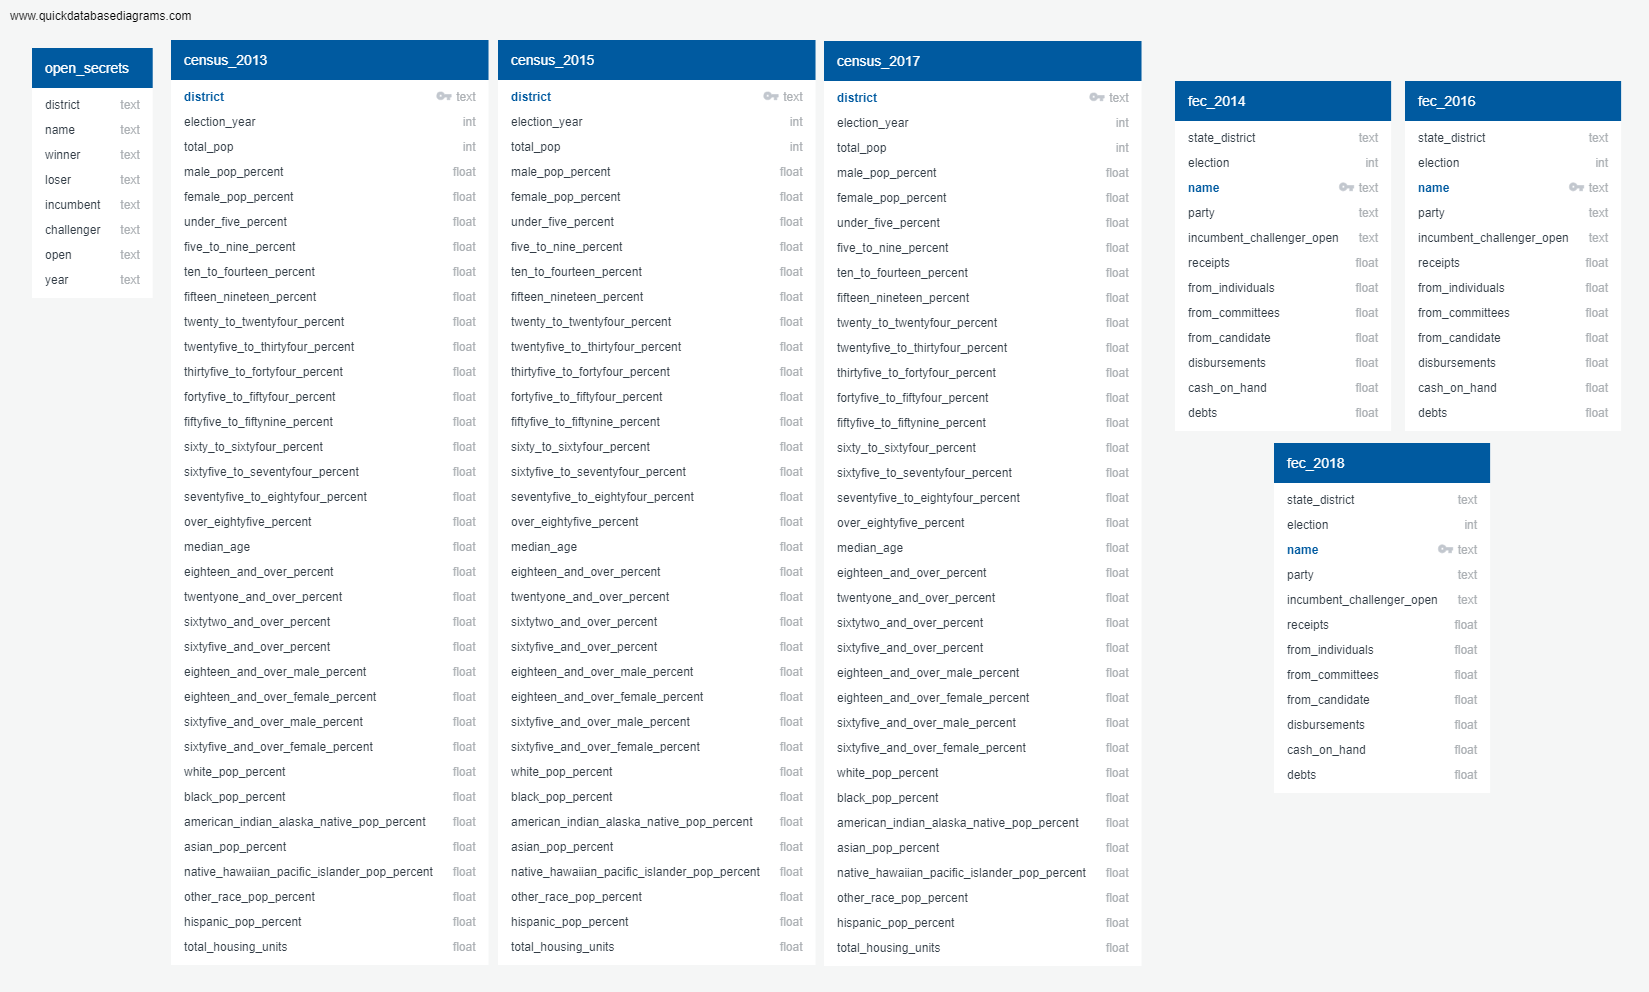 www.quickdatabasediagrams.com
open_secrets
district text
name text
winner text
loser text
incumbent text
challenger text
open text
year text
census_2013
district text
election_year int
total_pop int
male_pop_percent float
female_pop_percent float
under_five_percent float
five_to_nine_percent float
ten_to_fourteen_percent float
fifteen_nineteen_percent float
twenty_to_twentyfour_percent float
twentyfive_to_thirtyfour_percent float
thirtyfive_to_fortyfour_percent float
fortyfive_to_fiftyfour_percent float
fiftyfive_to_fiftynine_percent float
sixty_to_sixtyfour_percent float
sixtyfive_to_seventyfour_percent float
seventyfive_to_eightyfour_percent float
over_eightyfive_percent float
median_age float
eighteen_and_over_percent float
twentyone_and_over_percent float
sixtytwo_and_over_percent float
sixtyfive_and_over_percent float
eighteen_and_over_male_percent float
eighteen_and_over_female_percent float
sixtyfive_and_over_male_percent float
sixtyfive_and_over_female_percent float
white_pop_percent float
black_pop_percent float
american_indian_alaska_native_pop_percent float
asian_pop_percent float
native_hawaiian_pacific_islander_pop_percent float
other_race_pop_percent float
hispanic_pop_percent float
total_housing_units float
census_2015
district text
election_year int
total_pop int
male_pop_percent float
female_pop_percent float
under_five_percent float
five_to_nine_percent float
ten_to_fourteen_percent float
fifteen_nineteen_percent float
twenty_to_twentyfour_percent float
twentyfive_to_thirtyfour_percent float
thirtyfive_to_fortyfour_percent float
fortyfive_to_fiftyfour_percent float
fiftyfive_to_fiftynine_percent float
sixty_to_sixtyfour_percent float
sixtyfive_to_seventyfour_percent float
seventyfive_to_eightyfour_percent float
over_eightyfive_percent float
median_age float
eighteen_and_over_percent float
twentyone_and_over_percent float
sixtytwo_and_over_percent float
sixtyfive_and_over_percent float
eighteen_and_over_male_percent float
eighteen_and_over_female_percent float
sixtyfive_and_over_male_percent float
sixtyfive_and_over_female_percent float
white_pop_percent float
black_pop_percent float
american_indian_alaska_native_pop_percent float
asian_pop_percent float
native_hawaiian_pacific_islander_pop_percent float
other_race_pop_percent float
hispanic_pop_percent float
total_housing_units float
census_2017
district text
election_year int
total_pop int
male_pop_percent float
female_pop_percent float
under_five_percent float
five_to_nine_percent float
ten_to_fourteen_percent float
fifteen_nineteen_percent float
twenty_to_twentyfour_percent float
twentyfive_to_thirtyfour_percent float
thirtyfive_to_fortyfour_percent float
fortyfive_to_fiftyfour_percent float
fiftyfive_to_fiftynine_percent float
sixty_to_sixtyfour_percent float
sixtyfive_to_seventyfour_percent float
seventyfive_to_eightyfour_percent float
over_eightyfive_percent float
median_age float
eighteen_and_over_percent float
twentyone_and_over_percent float
sixtytwo_and_over_percent float
sixtyfive_and_over_percent float
eighteen_and_over_male_percent float
eighteen_and_over_female_percent float
sixtyfive_and_over_male_percent float
sixtyfive_and_over_female_percent float
white_pop_percent float
black_pop_percent float
american_indian_alaska_native_pop_percent float
asian_pop_percent float
native_hawaiian_pacific_islander_pop_percent float
other_race_pop_percent float
hispanic_pop_percent float
total_housing_units float
fec_2014
state_district text
election int
name text
party text
incumbent_challenger_open text
receipts float
from_individuals float
from_committees float
from_candidate float
disbursements float
cash_on_hand float
debts float
fec_2016
state_district text
election int
name text
party text
incumbent_challenger_open text
receipts float
from_individuals float
from_committees float
from_candidate float
disbursements float
cash_on_hand float
debts float
fec_2018
state_district text
election int
name text
party text
incumbent_challenger_open text
receipts float
from_individuals float
from_committees float
from_candidate float
disbursements float
cash_on_hand float
debts float